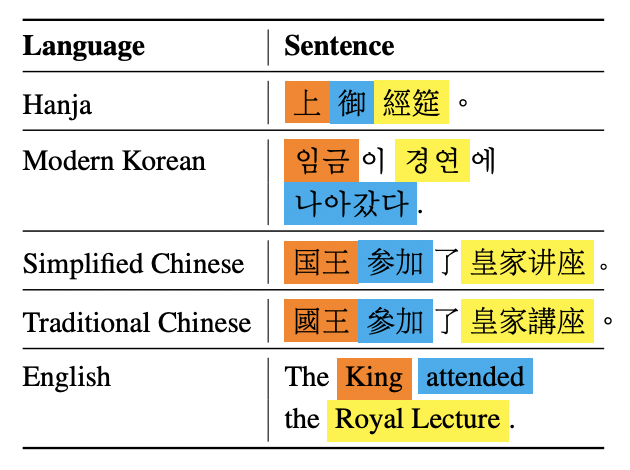 Language Sentence
Hanja 上 御 經筵 。
Modern Korean 임금 이 경연 에
나아갔다 .
Simplified Chinese 国王 参加 了 皇家讲座 。
Traditional Chinese 國王 參加 了 皇家講座 。
English The King attended
the Royal Lecture .